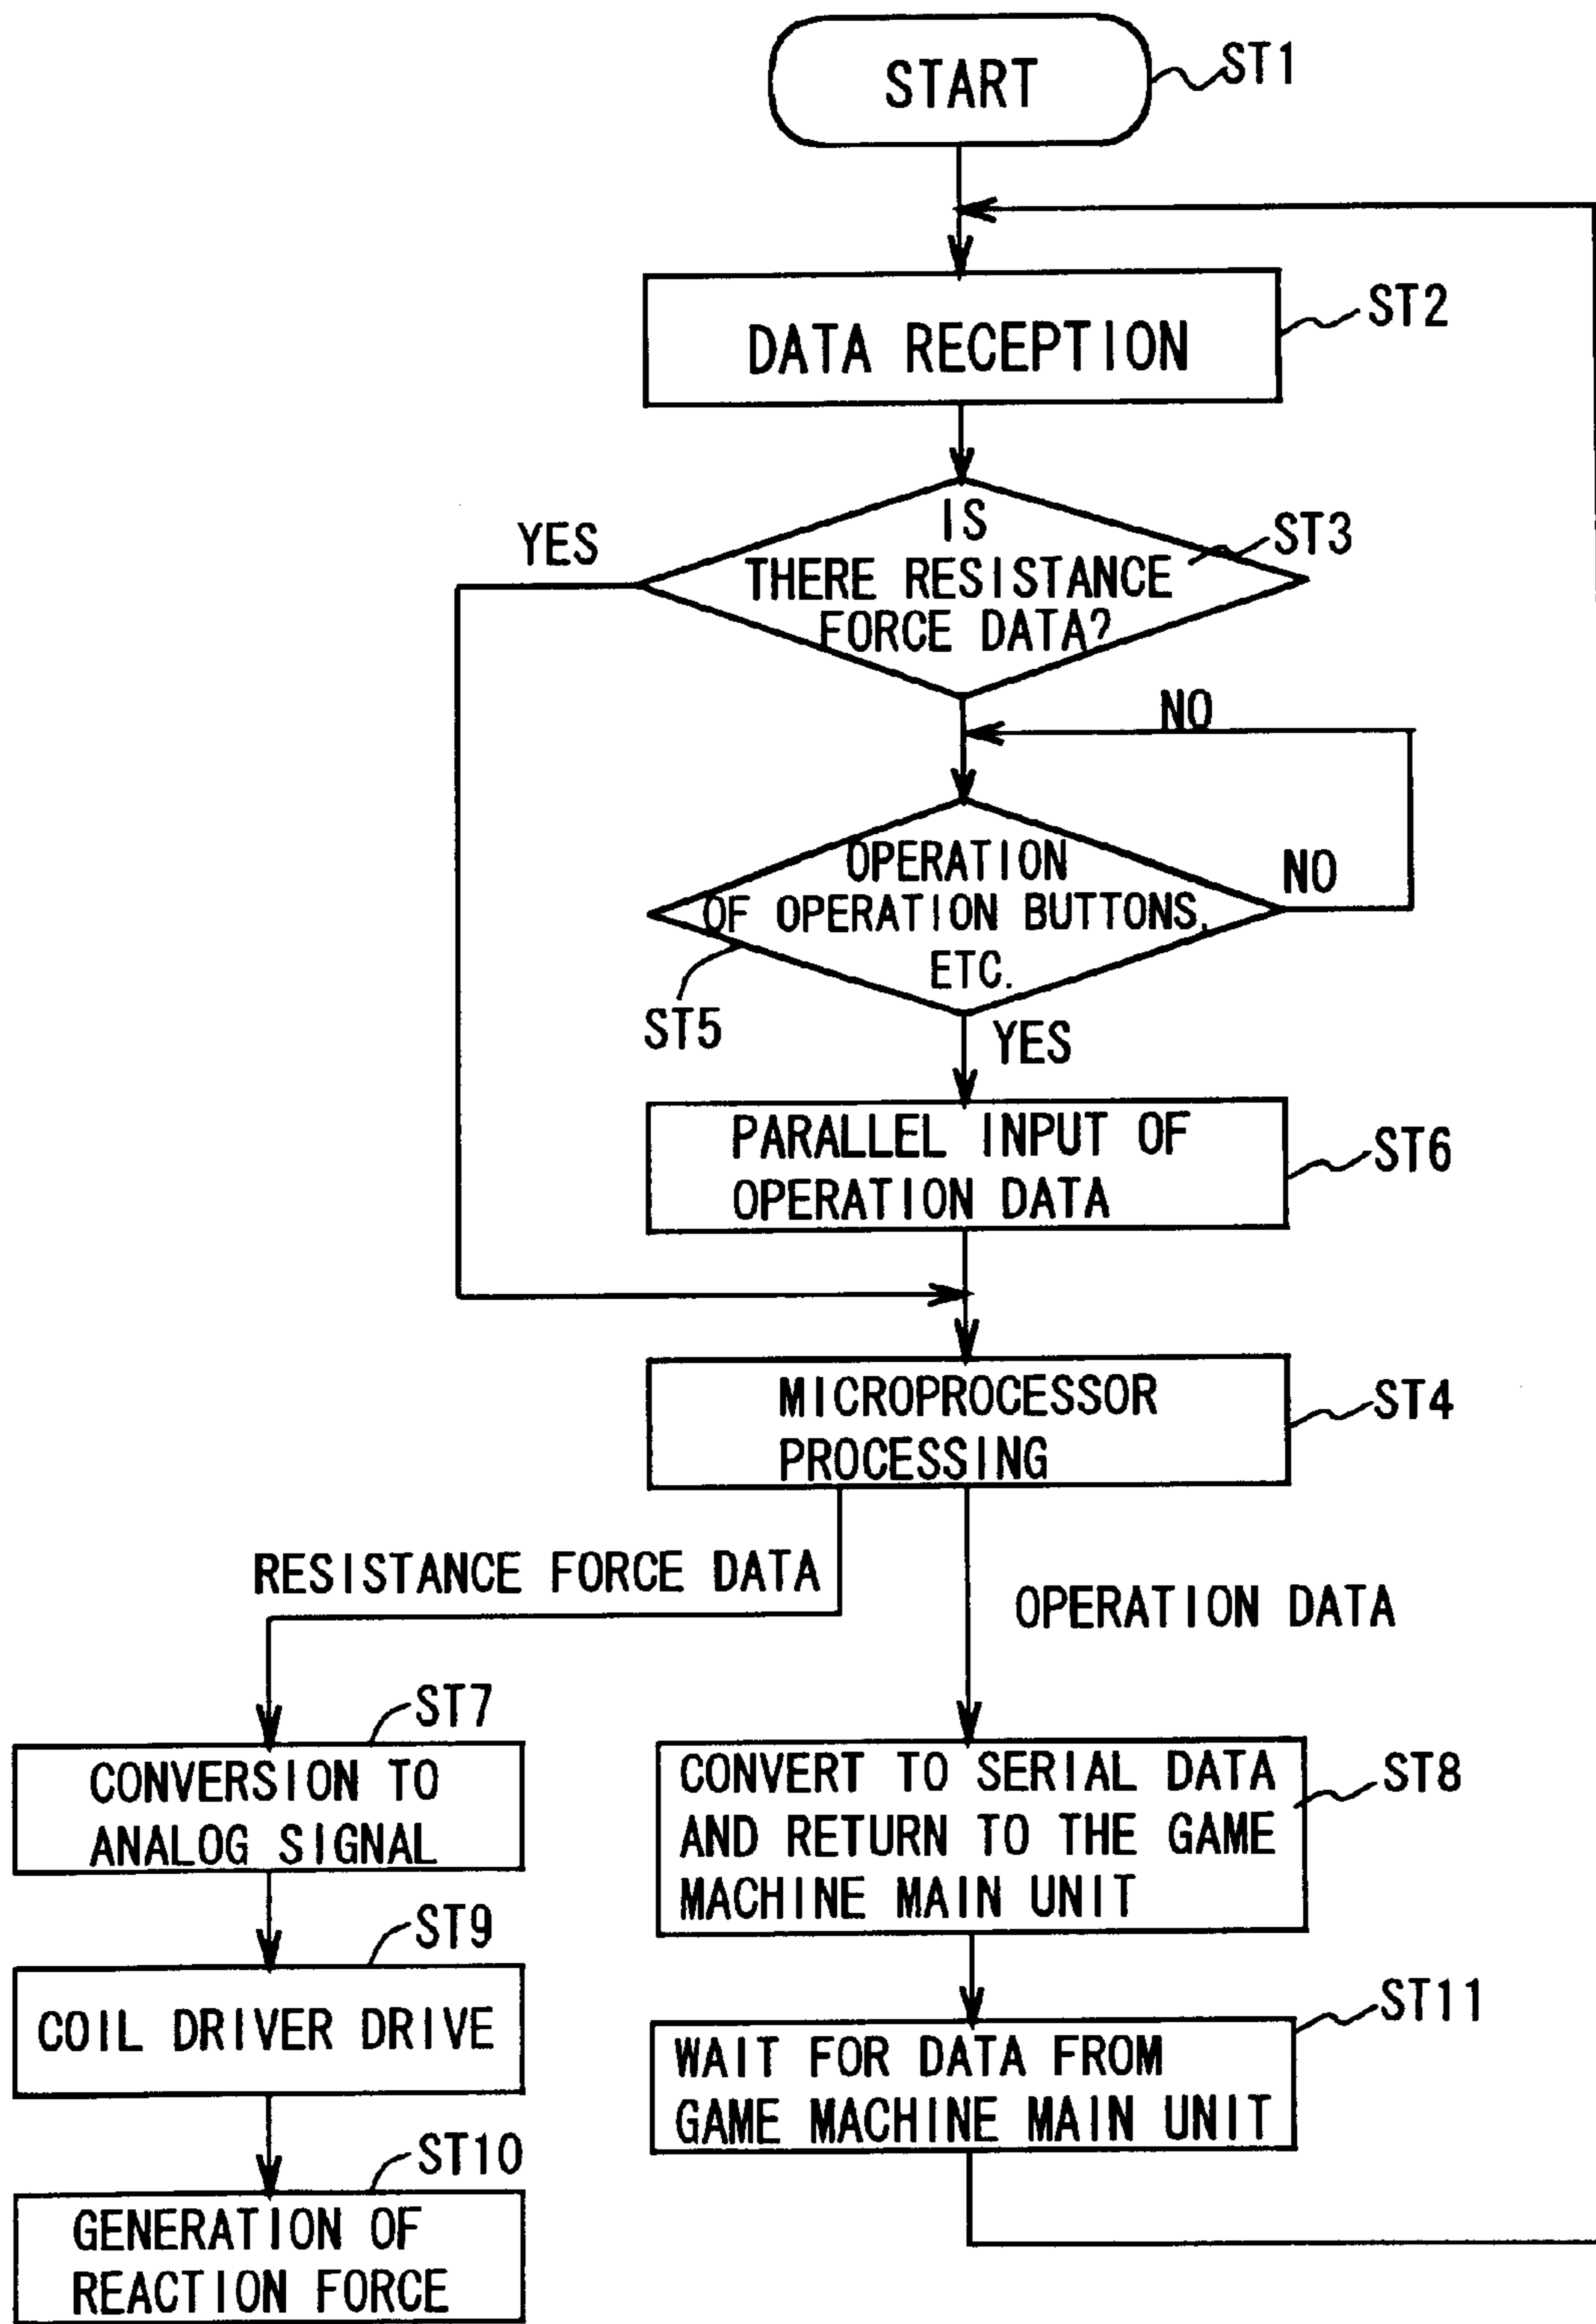 START
ST1
DATA RECEPTION
ST2
YES
IS
THERE RESISTANCE
FORCE DATA?
ST3
NO
OPERATION
OF OPERATION BUTTONS,
ETC.
NO
ST5
YES
PARALLEL INPUT OF
OPERATION DATA
ST6
MICROPROCESSOR
PROCESSING
ST4
RESISTANCE FORCE DATA
OPERATION DATA
ST7
CONVERSION TO
ANALOG SIGNAL
CONVERT TO SERIAL DATA
AND RETURN TO THE GAME
MACHINE MAIN UNIT
ST8
ST9
COIL DRIVER DRIVE
ST11
WAIT FOR DATA FROM
GAME MACHINE MAIN UNIT
ST10
GENERATION OF
REACTION FORCE